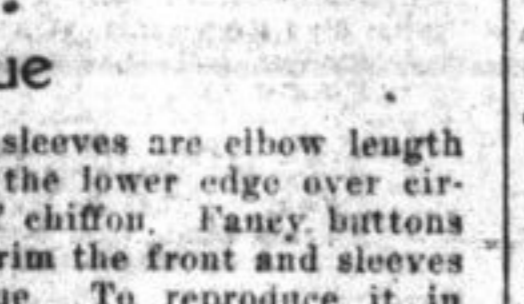 ue
sleeves are elbow length
the lower edge over cir-
chiffon. Fancy buttons
rim the front and sleeves
ue. To reproduce it in